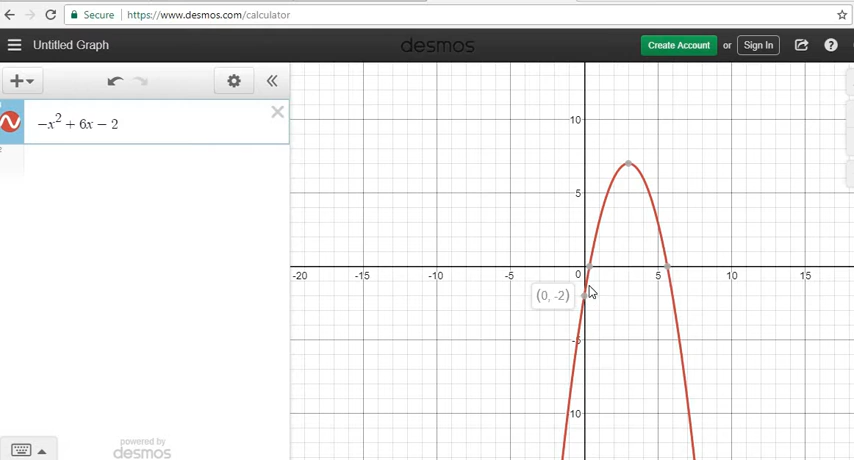 Secure https://www.desmos.com/calculator
Untitled Graph
desmos
Create Account or Sign In
−x² + 6x − 2
10
5
-20 -15 -10 -5 0 5 10 15
(0, -2)
-5
10
powered by
desmos